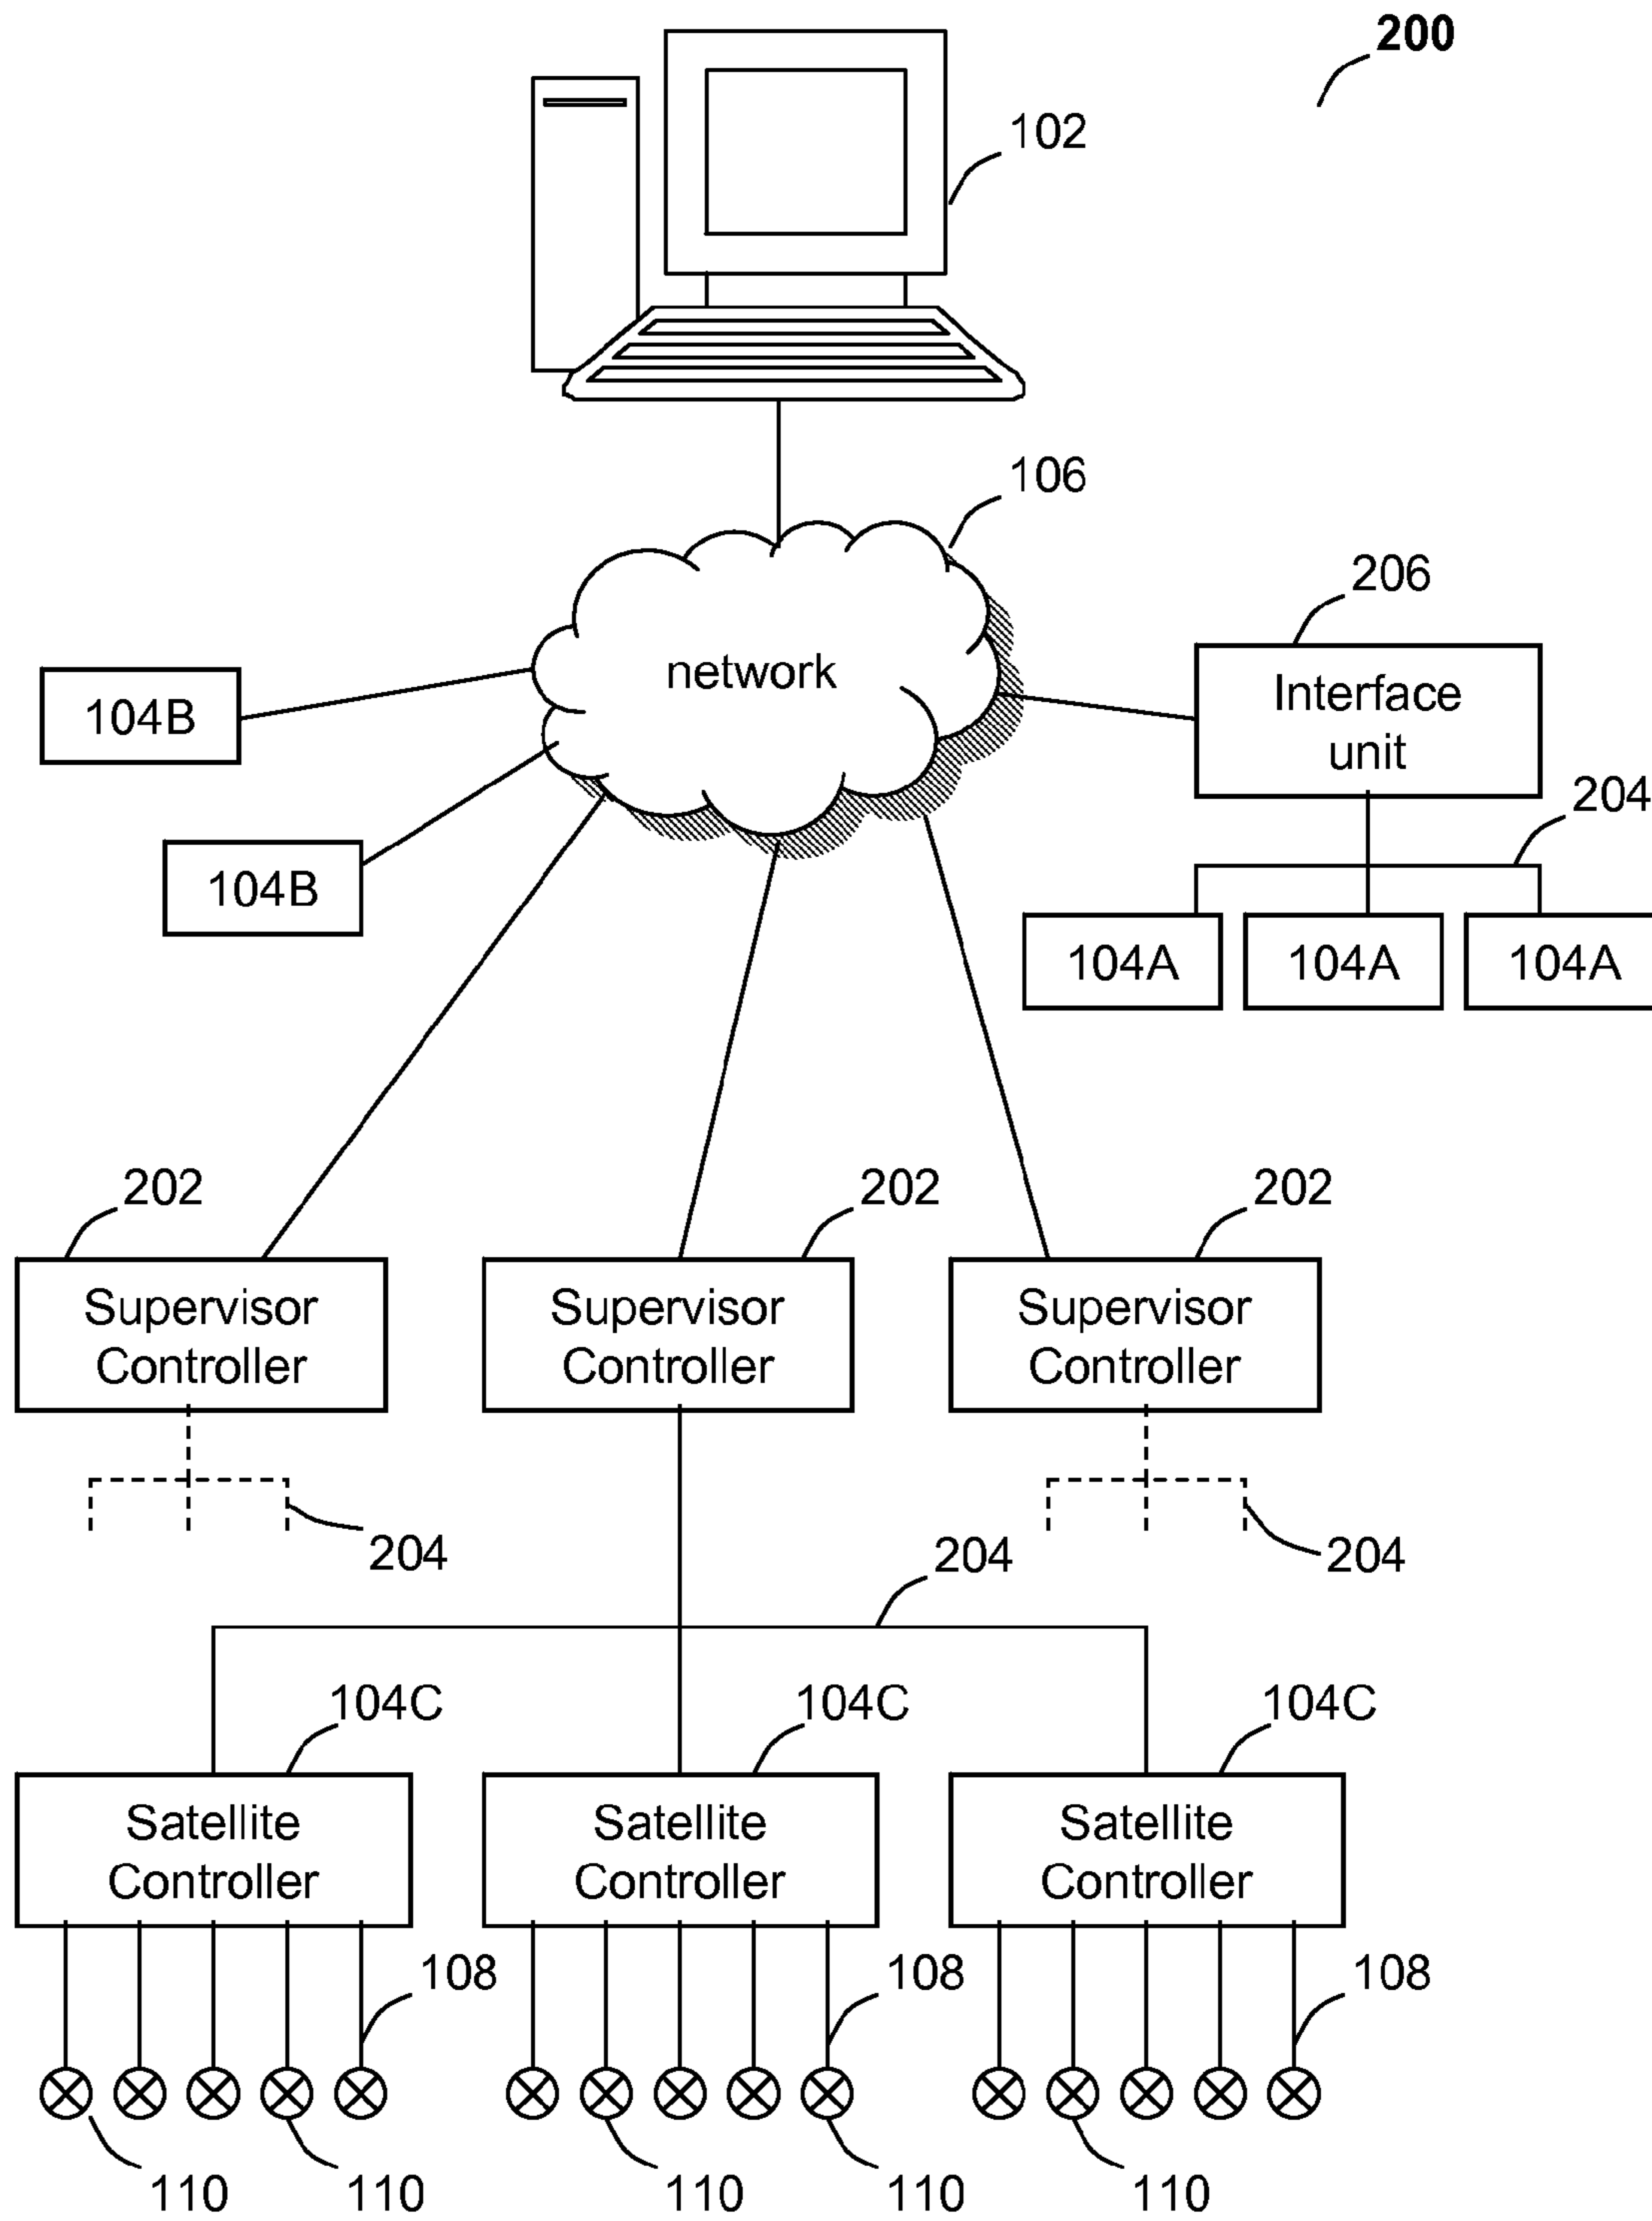 200
102
106
206
network
Interface
unit
104B
204
104B
104A
104A
104A
202
202
202
Supervisor
Controller
Supervisor
Controller
Supervisor
Controller
204
204
204
104C
104C
104C
Satellite
Controller
Satellite
Controller
Satellite
Controller
108
108
108
110
110
110
110
110